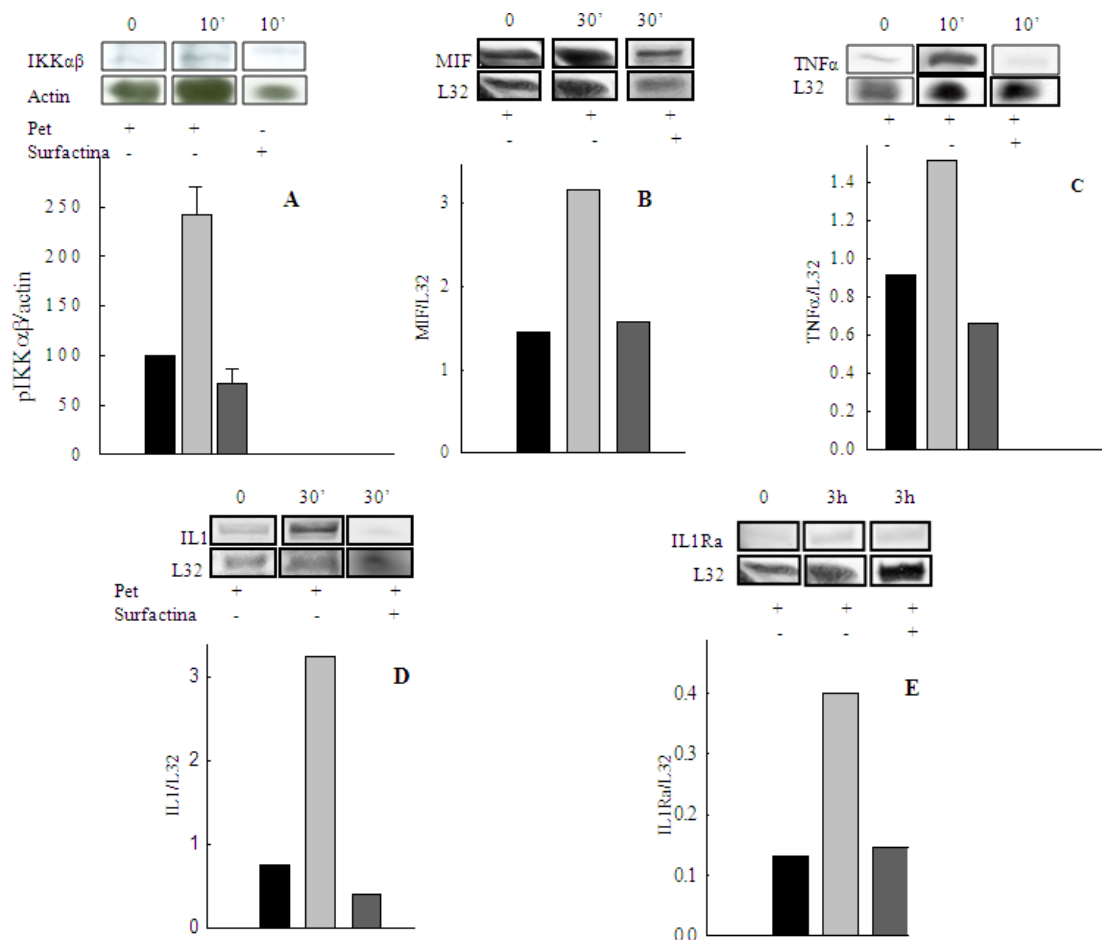 0 10’ 10’
IKKαβ
Actin
Pet + + -
Surfactina - - +
A
pIKKαβ/actin
250
200
150
100
50
0
0 30’ 30’
MIF
L32
+ + +
- - +
B
MIF/L32
3
2
1
0
0 10’ 10’
TNFα
L32
+ + +
- - +
C
TNFα/L32
1.4
1.2
1.0
0.8
0.6
0.4
0.2
0.0
0 30’ 30’
IL1
L32
Pet + + +
Surfactina - - +
D
IL1/L32
3
2
1
0
0 3h 3h
IL1Ra
L32
+ + +
- - +
E
IL1Ra/L32
0.4
0.3
0.2
0.1
0.0